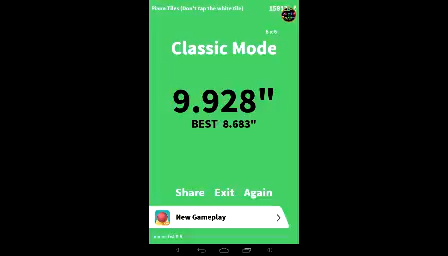 Piano Tiles (Don't tap the white tile)
Classic Mode
9.928"
BEST 8.683"
Share Exit Again
New Gameplay